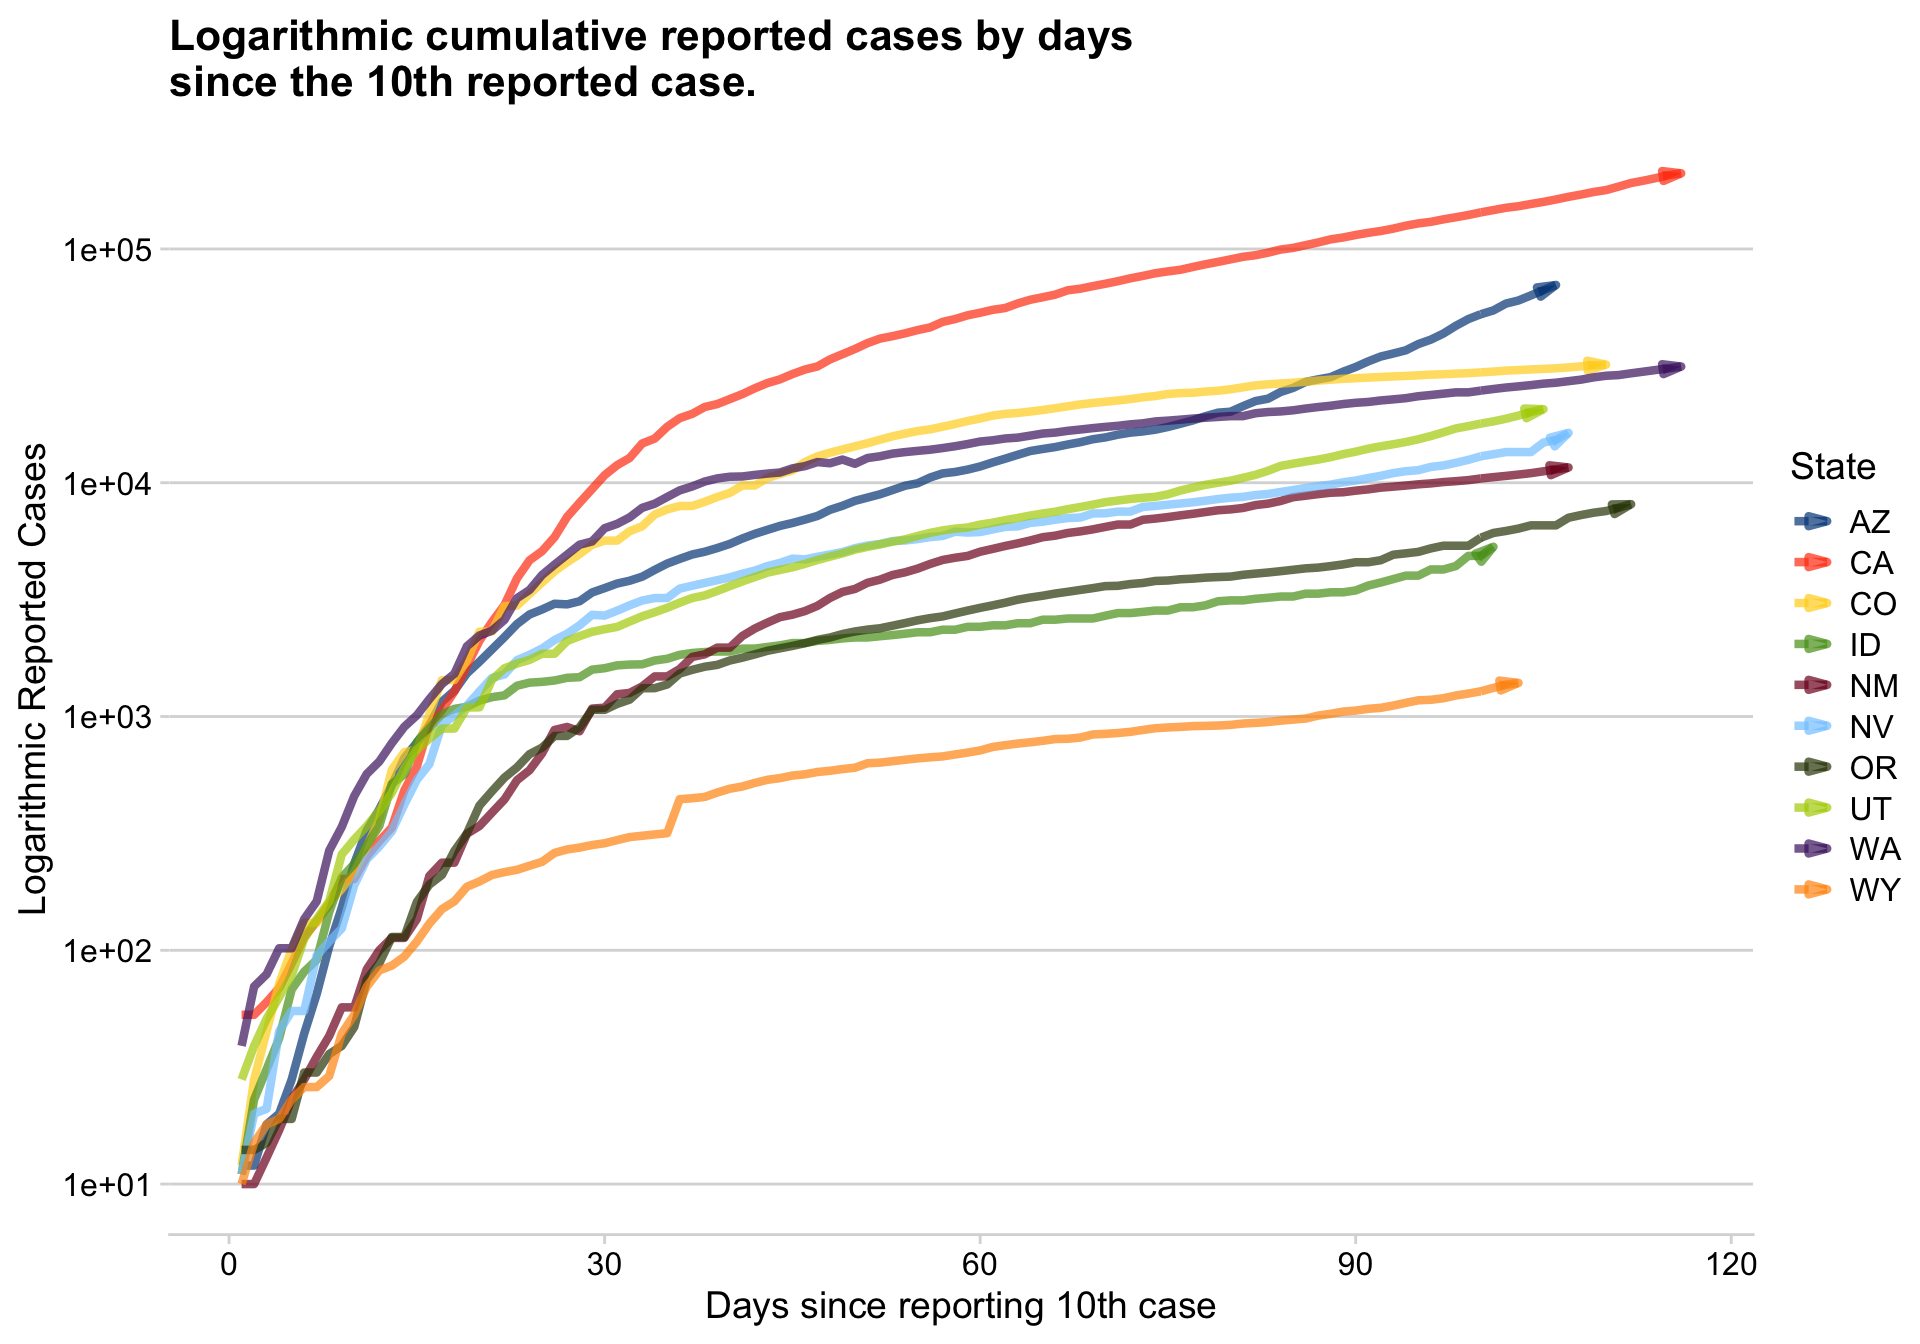 Logarithmic cumulative reported cases by days
since the 10th reported case.
Logarithmic Reported Cases
1e+05
1e+04
1e+03
1e+02
1e+01
0
30
60
90
120
Days since reporting 10th case
State
AZ
CA
CO
ID
NM
NV
OR
UT
WA
WY